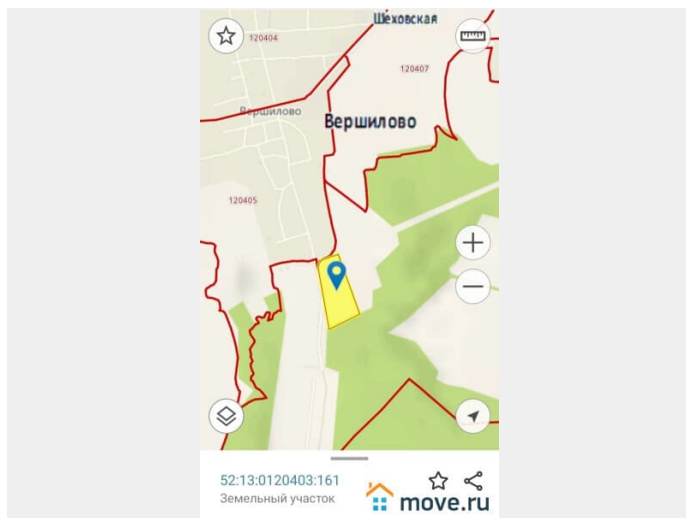 Шеховская
120404
120407
Вершилово
Вершилово
120405
52:13:0120403:161
Земельный участок
move.ru